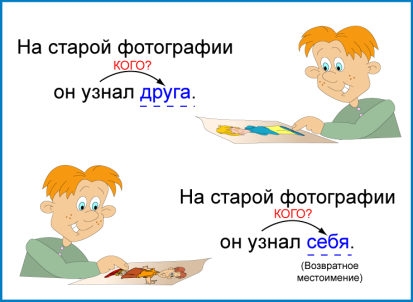 На старой фотографии
КОГО?
он узнал друга.
На старой фотографии
КОГО?
он узнал себя.
(Возвратное
местоимение)